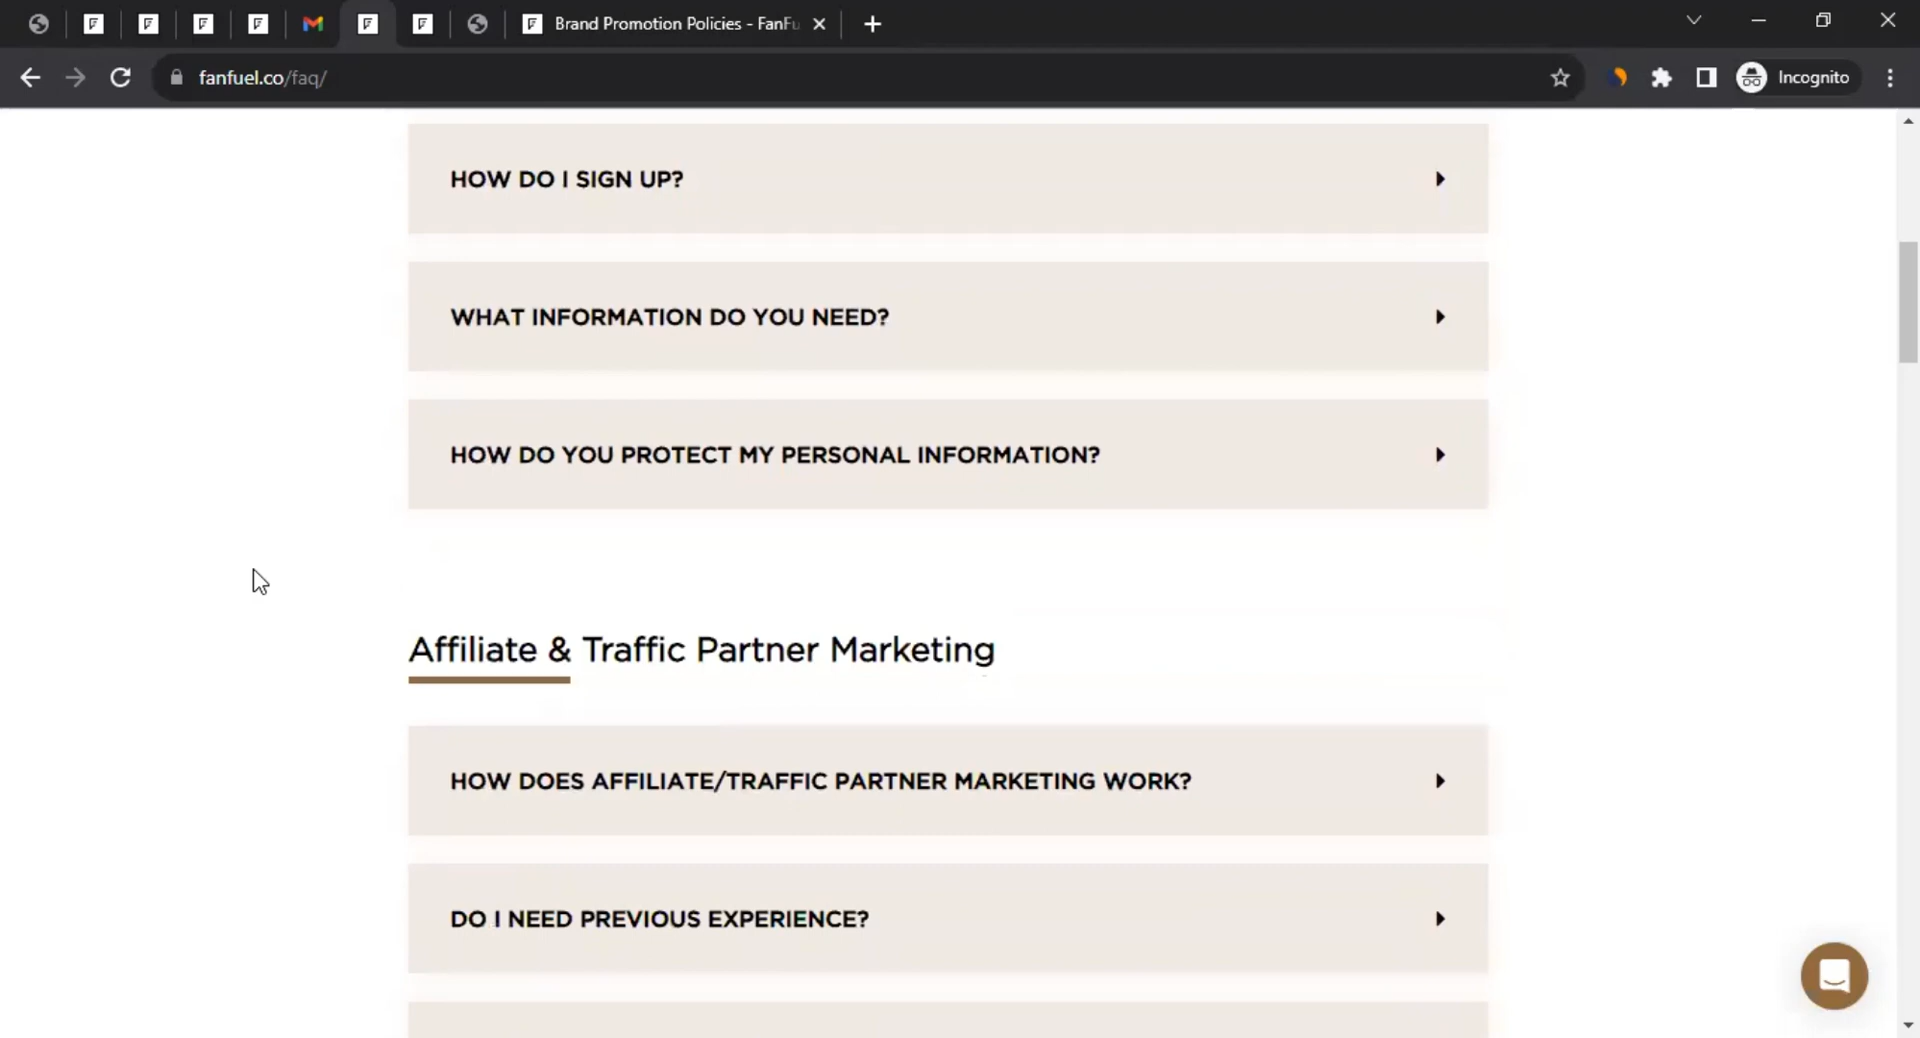 Brand Promotion Policies - FanFu
fanfuel.co/faq/
Incognito
HOW DO I SIGN UP?
WHAT INFORMATION DO YOU NEED?
HOW DO YOU PROTECT MY PERSONAL INFORMATION?
Affiliate & Traffic Partner Marketing
HOW DOES AFFILIATE/TRAFFIC PARTNER MARKETING WORK?
DO I NEED PREVIOUS EXPERIENCE?